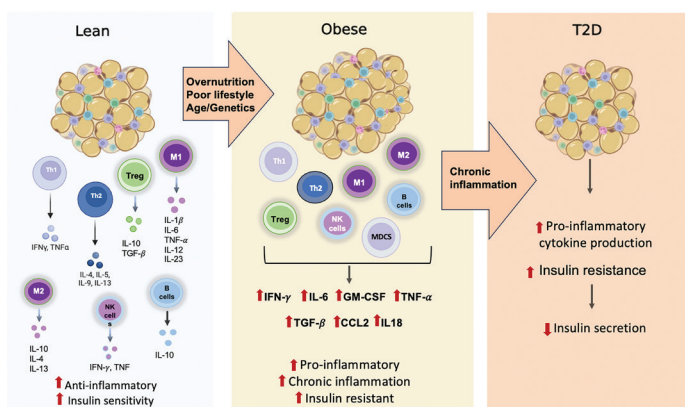 Lean
Overnutrition
Poor lifestyle
Age/Genetics
Th1
IFNγ, TNFα
Th2
IL-4, IL-5,
IL-9, IL-13
Treg
IL-10
TGF-β
M1
IL-1β
IL-6
TNF-α
IL-12
IL-23
M2
IL-10
IL-4
IL-13
NK
cell
s
IFN-γ, TNF
B
cells
IL-10
Anti-inflammatory
Insulin sensitivity
Obese
Th1
Th2
M1
M2
Treg
NK
cells
B
cells
MDCS
IFN-γ IL-6 GM-CSF TNF-α
TGF-β CCL2 IL18
Pro-inflammatory
Chronic inflammation
Insulin resistant
Chronic
inflammation
T2D
Pro-inflammatory
cytokine production
Insulin resistance
Insulin secretion